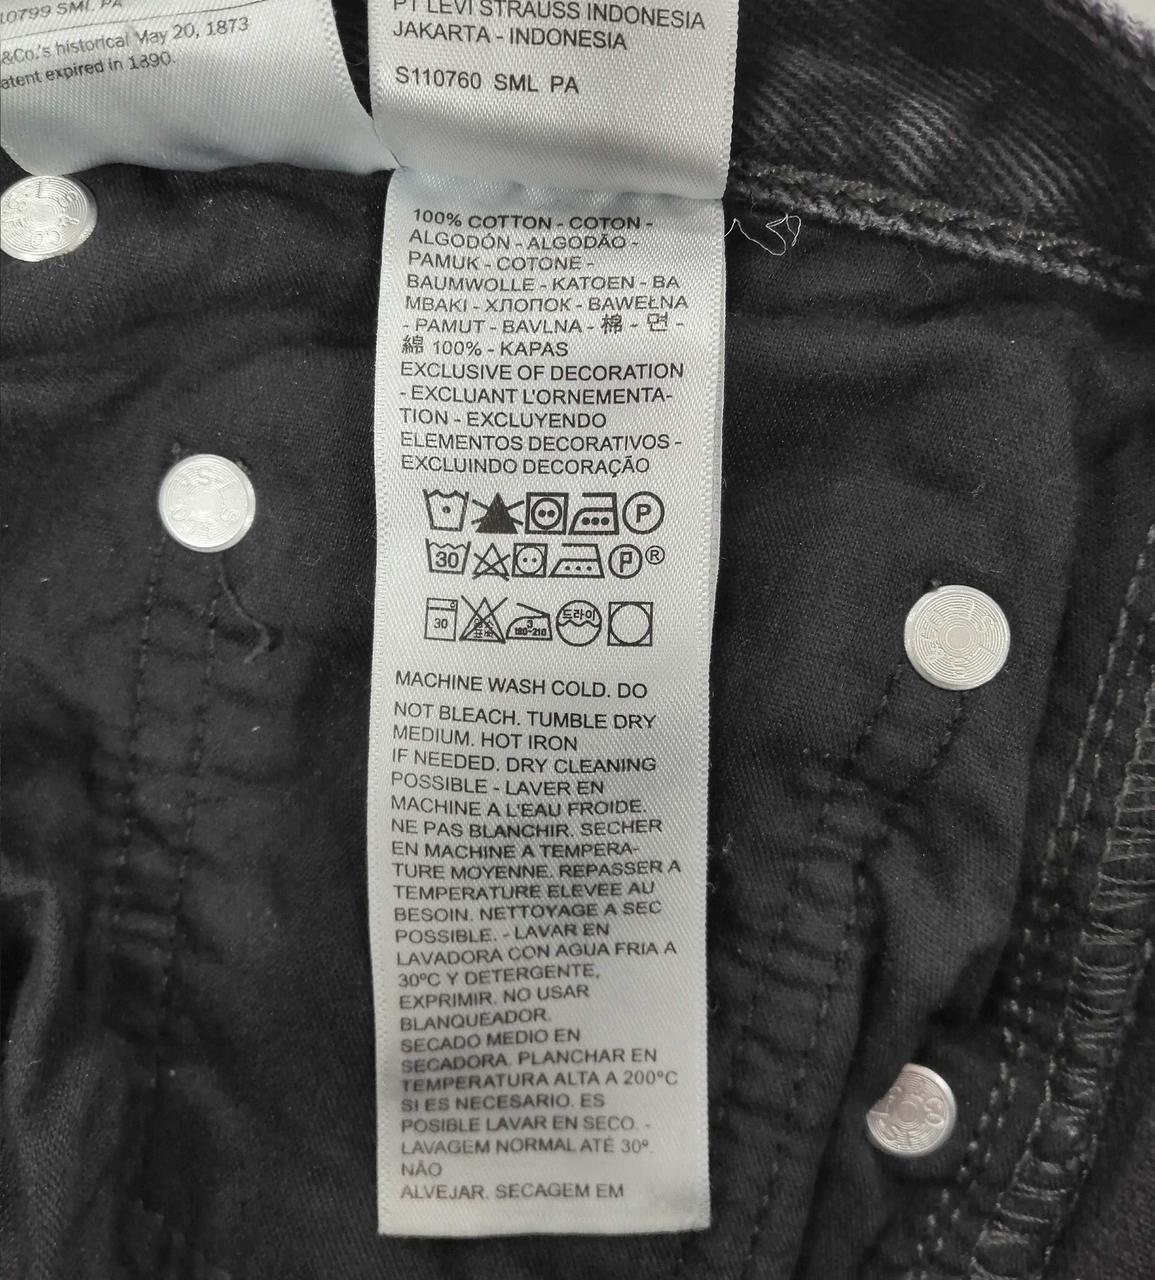 10799 SML PA
&Co.'s historical May 20, 1873
atent expired in 1890.
PT LEVI STRAUSS INDONESIA
JAKARTA - INDONESIA
S110760 SML PA
100% COTTON - COTON -
ALGODÓN - ALGODÃO -
PAMUK - COTONE -
BAUMWOLLE - KATOEN - BA
MBAKI - ХЛОПОК - BAWEŁNA
- PAMUT - BAVLNA - 棉 - 면 -
綿 100% - KAPAS
EXCLUSIVE OF DECORATION
- EXCLUANT L'ORNEMENTA-
TION - EXCLUYENDO
ELEMENTOS DECORATIVOS -
EXCLUINDO DECORAÇÃO
P
30 P ®
30 염소표백 3 180-210 드라이
MACHINE WASH COLD. DO
NOT BLEACH. TUMBLE DRY
MEDIUM. HOT IRON
IF NEEDED. DRY CLEANING
POSSIBLE - LAVER EN
MACHINE A L'EAU FROIDE.
NE PAS BLANCHIR. SECHER
EN MACHINE A TEMPERA-
TURE MOYENNE. REPASSER A
TEMPERATURE ELEVEE AU
BESOIN. NETTOYAGE A SEC
POSSIBLE. - LAVAR EN
LAVADORA CON AGUA FRIA A
30ºC Y DETERGENTE,
EXPRIMIR. NO USAR
BLANQUEADOR.
SECADO MEDIO EN
SECADORA. PLANCHAR EN
TEMPERATURA ALTA A 200ºC
SI ES NECESARIO. ES
POSIBLE LAVAR EN SECO. -
LAVAGEM NORMAL ATÉ 30º.
NÃO
ALVEJAR. SECAGEM EM